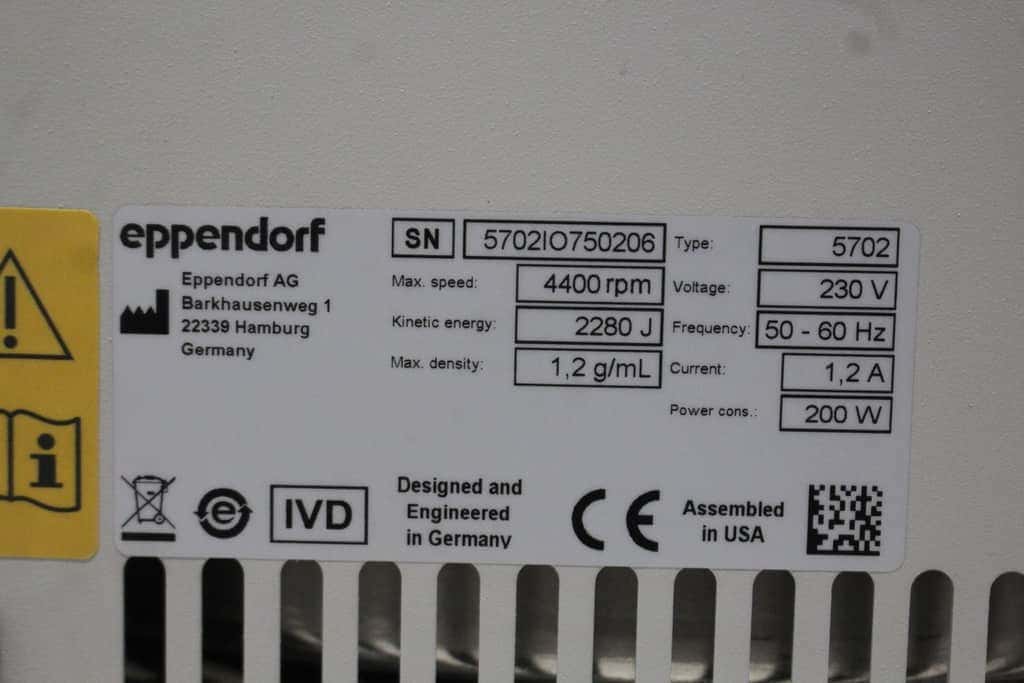 eppendorf
Eppendorf AG
Barkhausenweg 1
22339 Hamburg
Germany
SN 5702IO750206
Max. speed: 4400 rpm
Kinetic energy: 2280 J
Max. density: 1,2 g/mL
Type: 5702
Voltage: 230 V
Frequency: 50 - 60 Hz
Current: 1,2 A
Power cons.: 200 W
e
IVD
Designed and
Engineered
in Germany
CE
Assembled
in USA